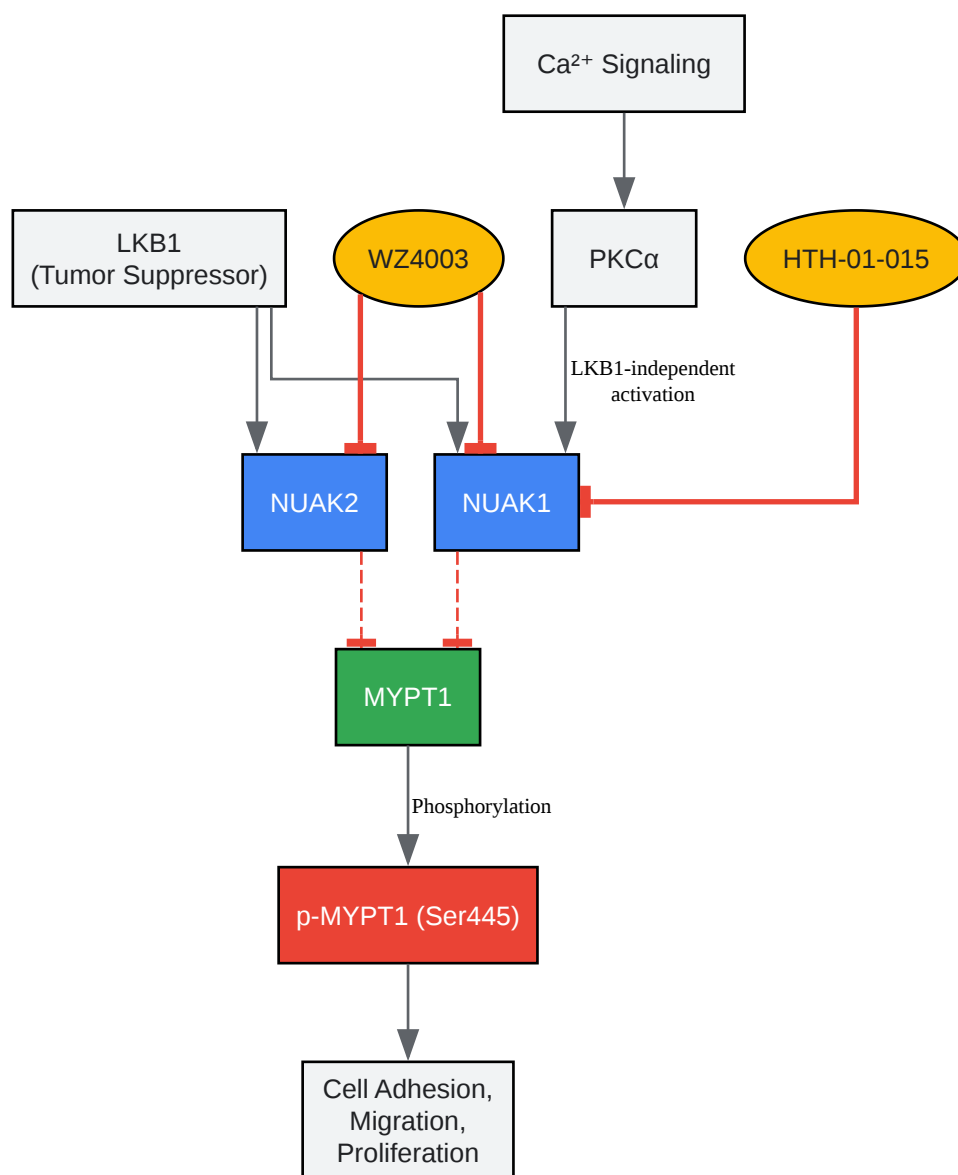 Ca²⁺ Signaling
LKB1
(Tumor Suppressor)
WZ4003
PKCα
HTH-01-015
LKB1-independent
activation
NUAK2
NUAK1
MYPT1
Phosphorylation
p-MYPT1 (Ser445)
Cell Adhesion,
Migration,
Proliferation